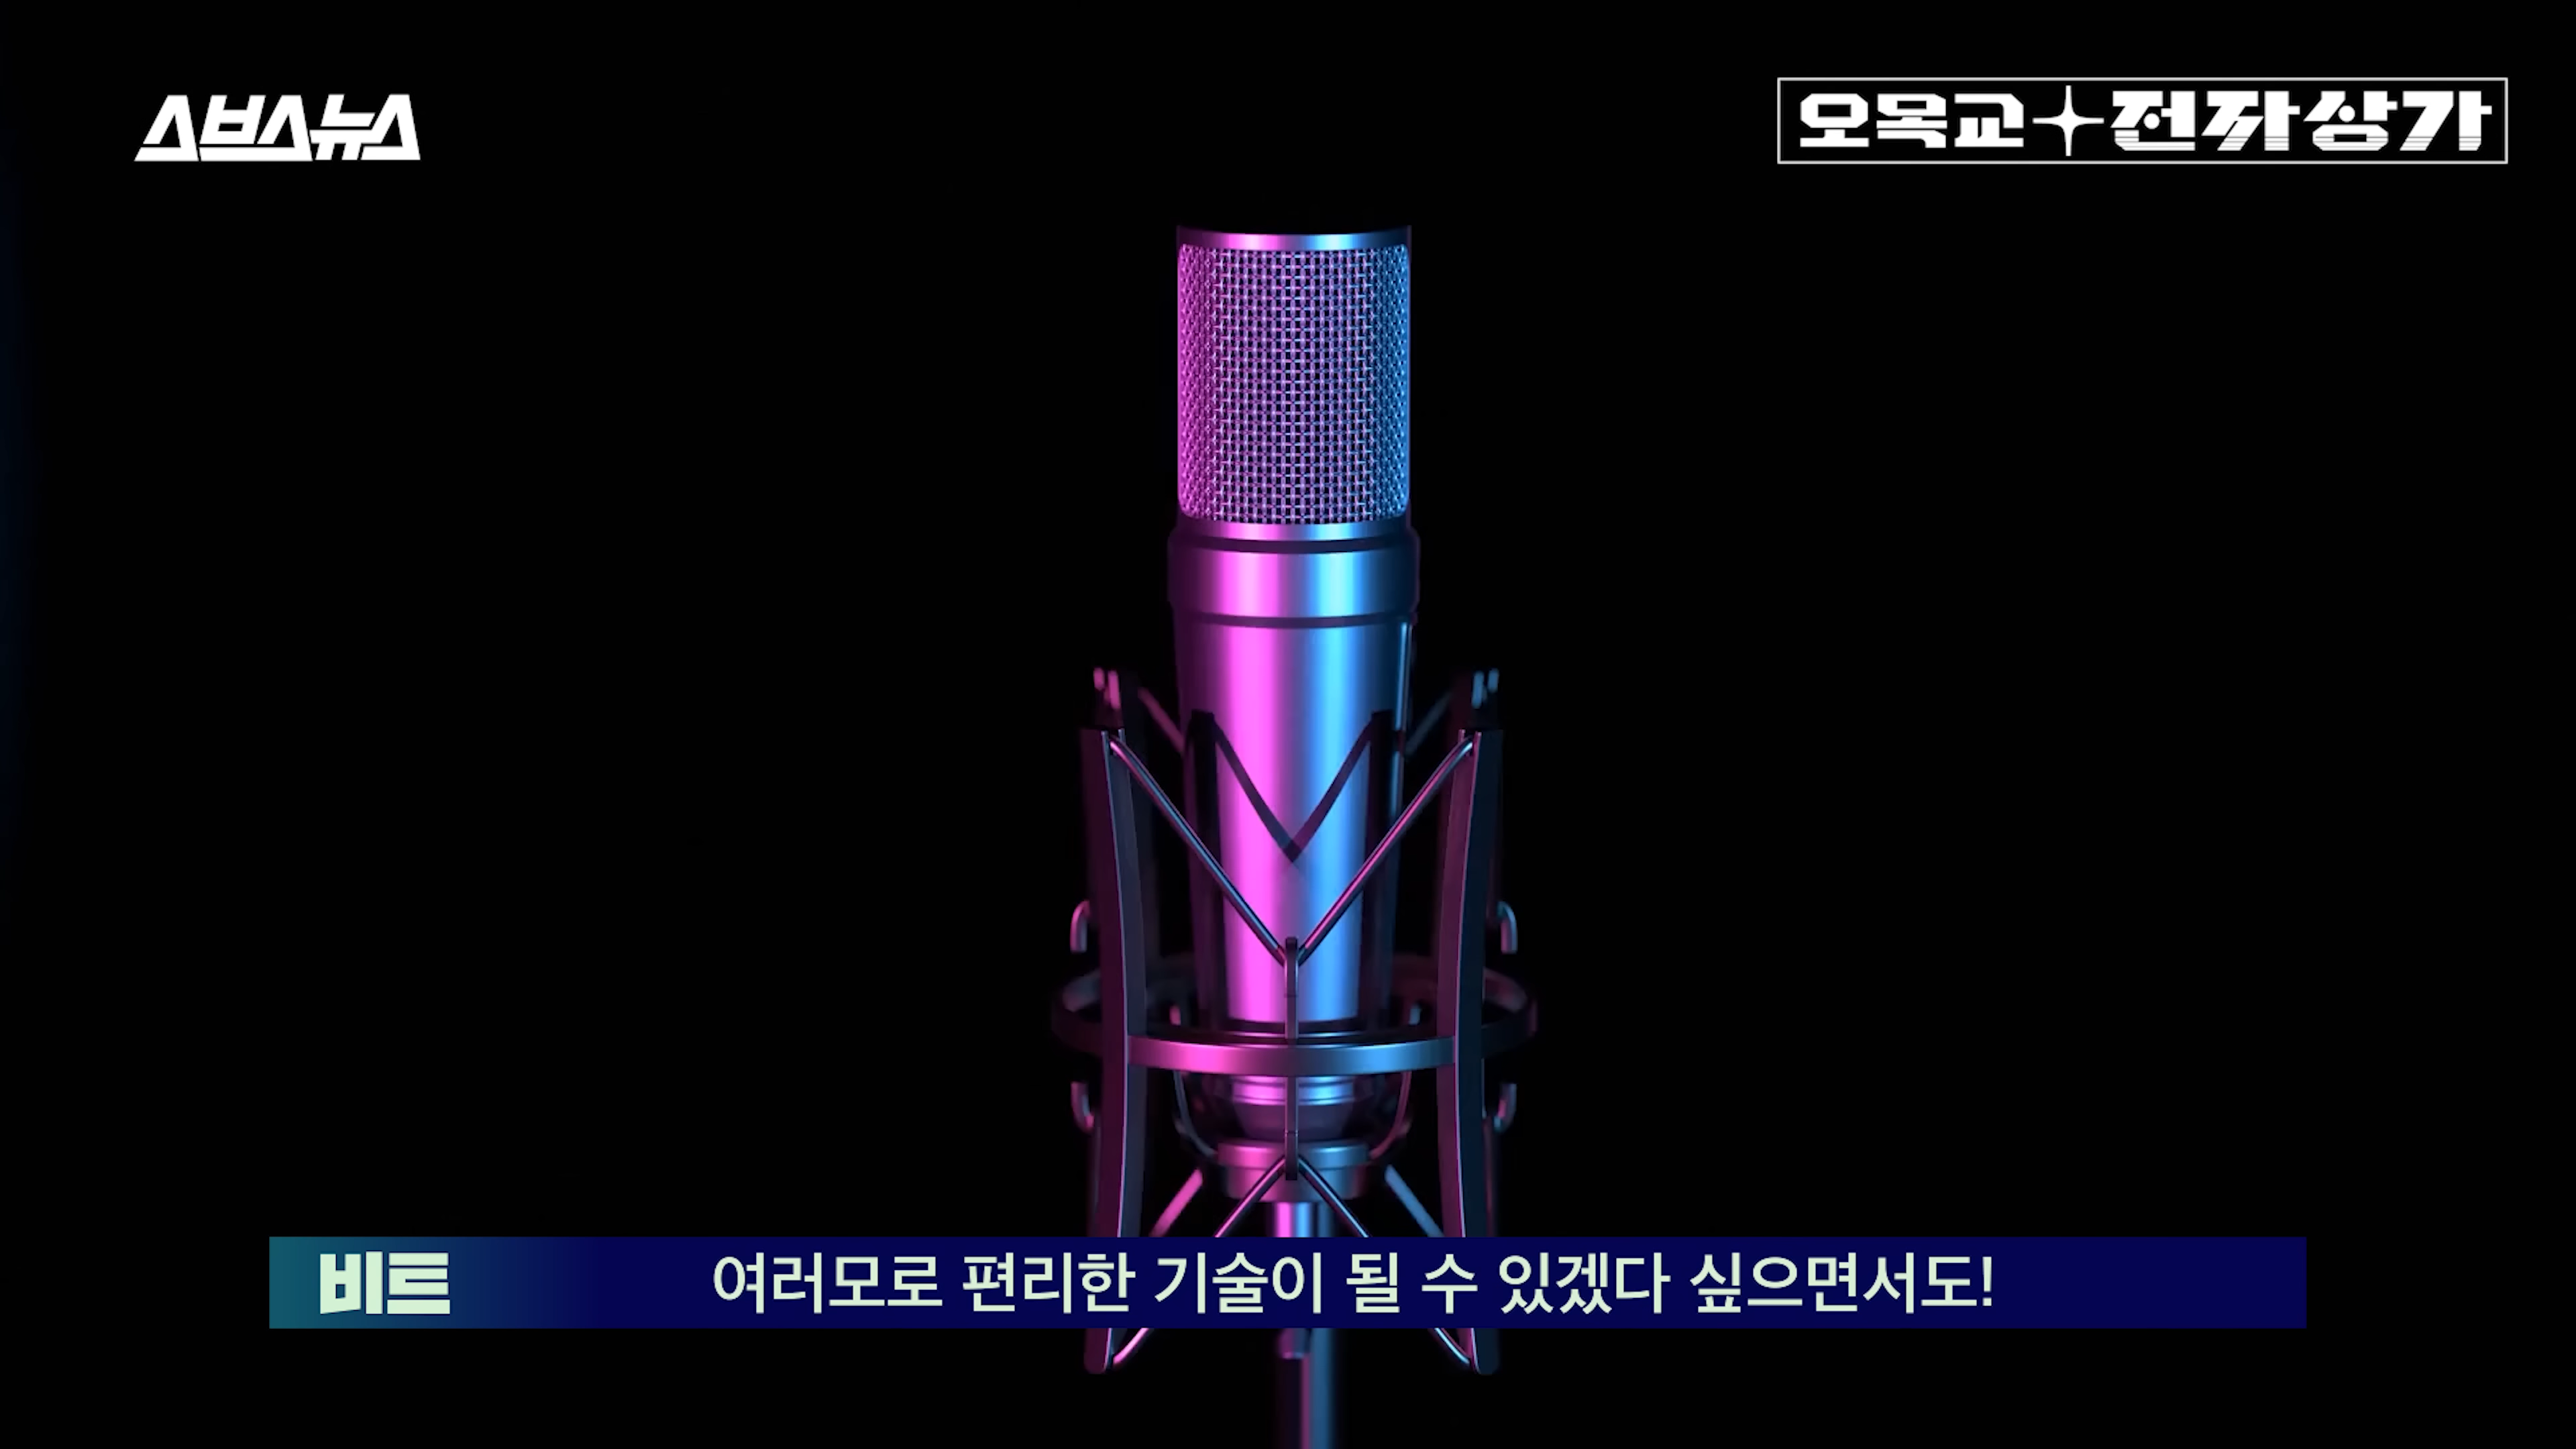 스브스뉴스
오목교 전자상가
비트
여러모로 편리한 기술이 될 수 있겠다 싶으면서도!